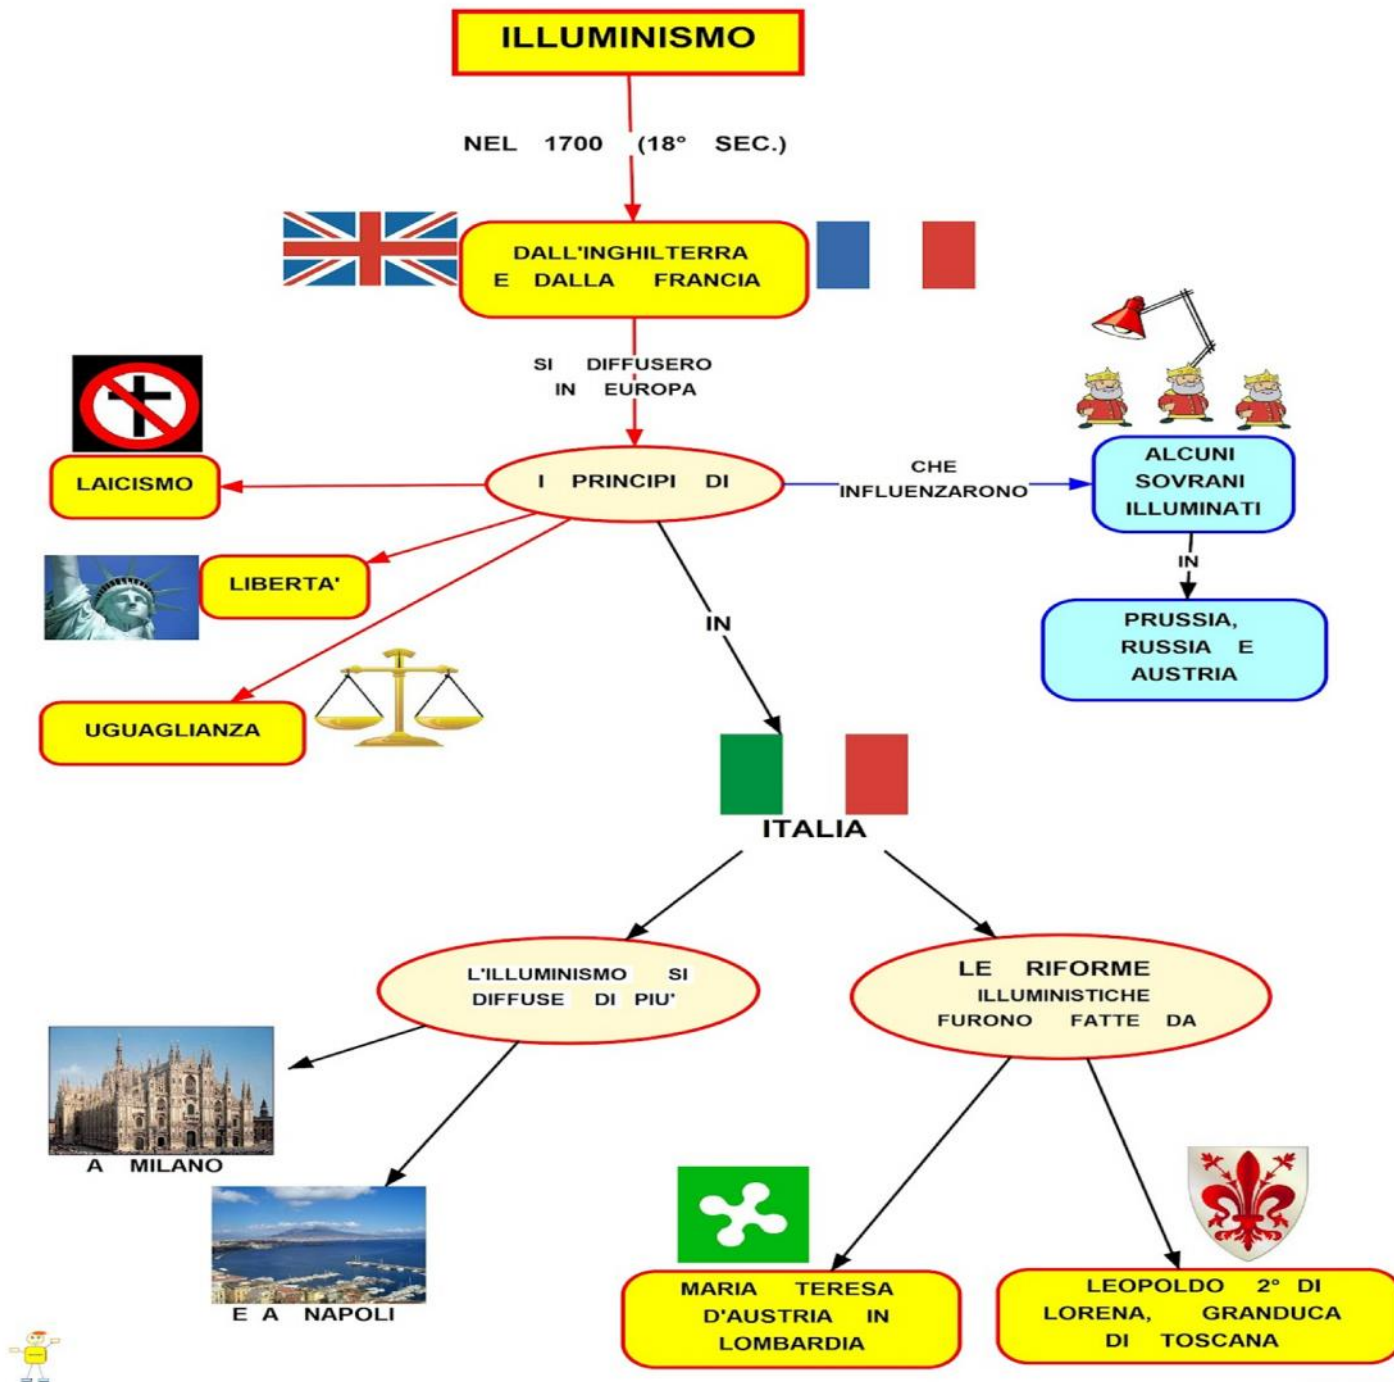 ILLUMINISMO
NEL 1700 (18° SEC.)
DALL'INGHILTERRA
E DALLA FRANCIA
SI DIFFUSERO
IN EUROPA
I PRINCIPI DI
LAICISMO
LIBERTA'
UGUAGLIANZA
CHE
INFLUENZARONO
ALCUNI
SOVRANI
ILLUMINATI
IN
PRUSSIA,
RUSSIA E
AUSTRIA
IN
ITALIA
L'ILLUMINISMO SI
DIFFUSE DI PIU'
A MILANO
E A NAPOLI
LE RIFORME
ILLUMINISTICHE
FURONO FATTE DA
MARIA TERESA
D'AUSTRIA IN
LOMBARDIA
LEOPOLDO 2° DI
LORENA, GRANDUCA
DI TOSCANA